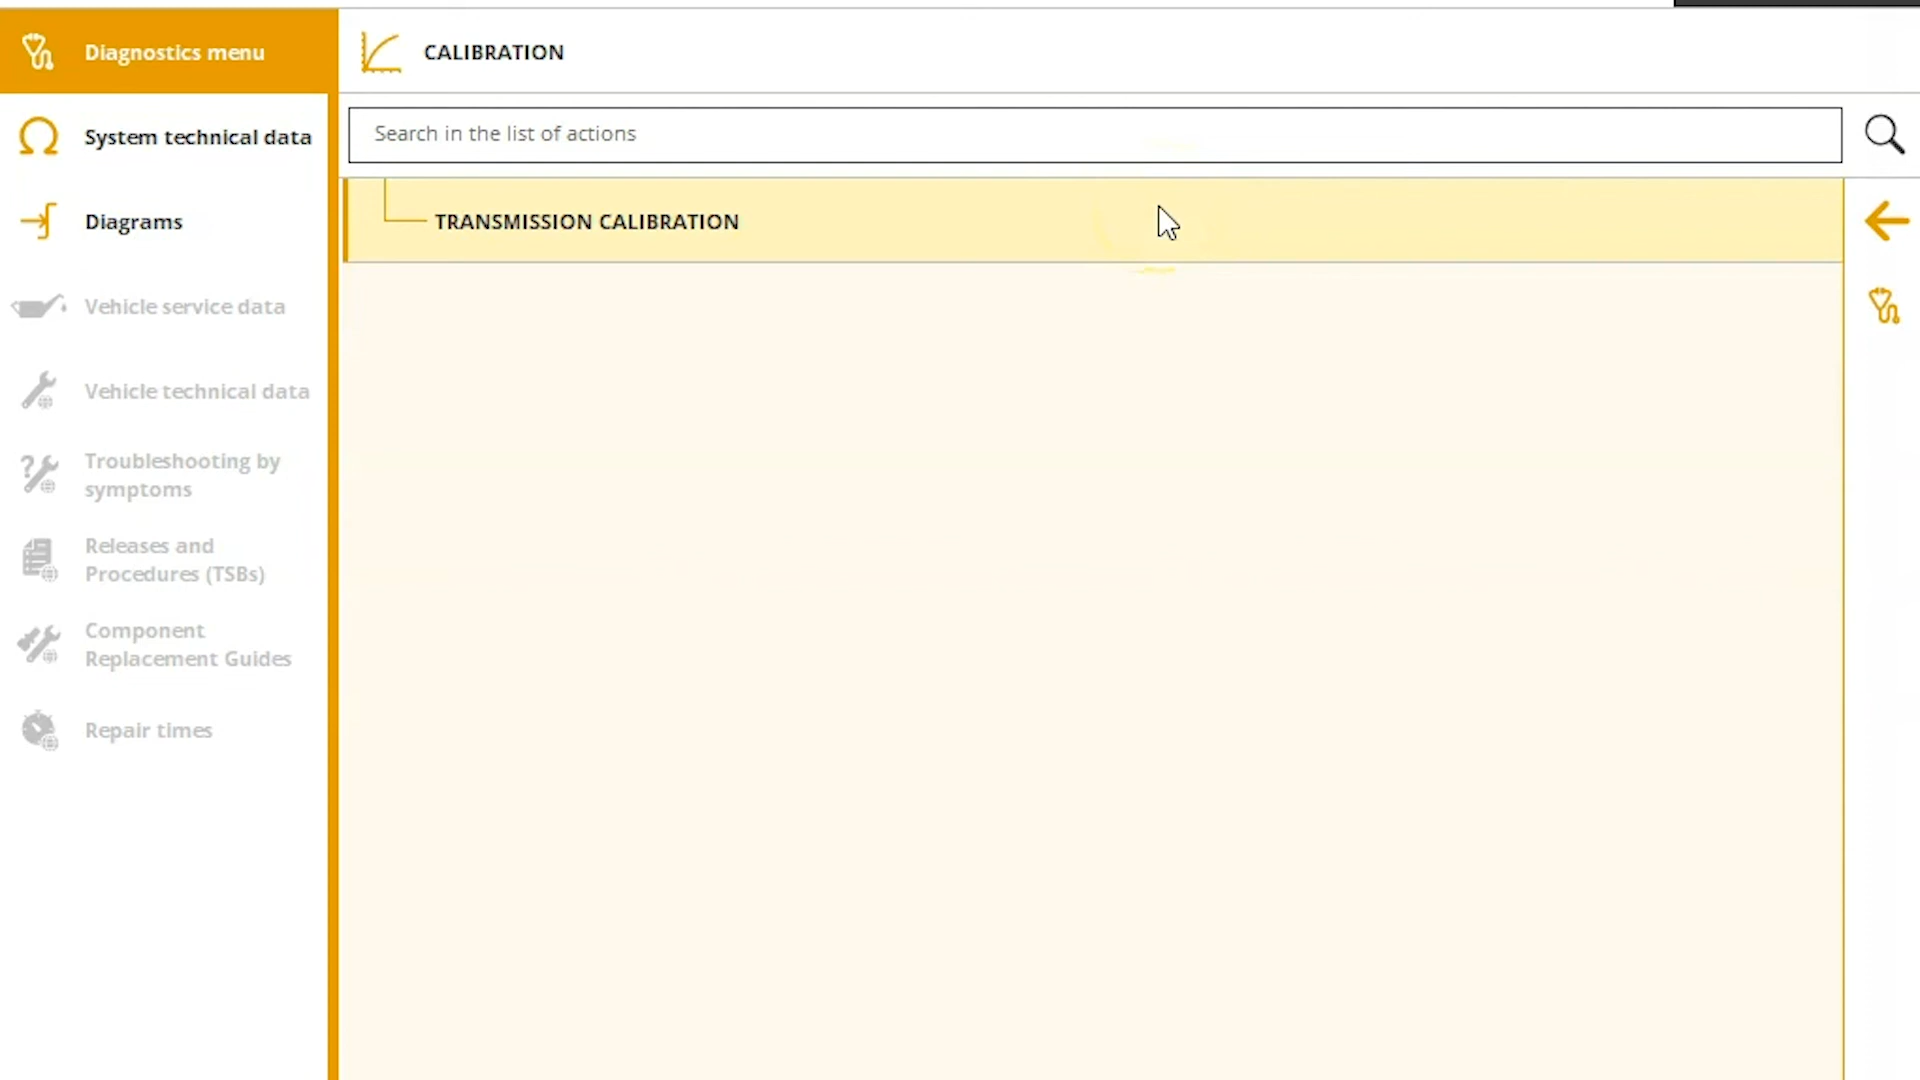 Diagnostics menu
CALIBRATION
System technical data
Search in the list of actions
Diagrams
TRANSMISSION CALIBRATION
Vehicle service data
Vehicle technical data
Troubleshooting by
symptoms
Releases and
Procedures (TSBs)
Component
Replacement Guides
Repair times